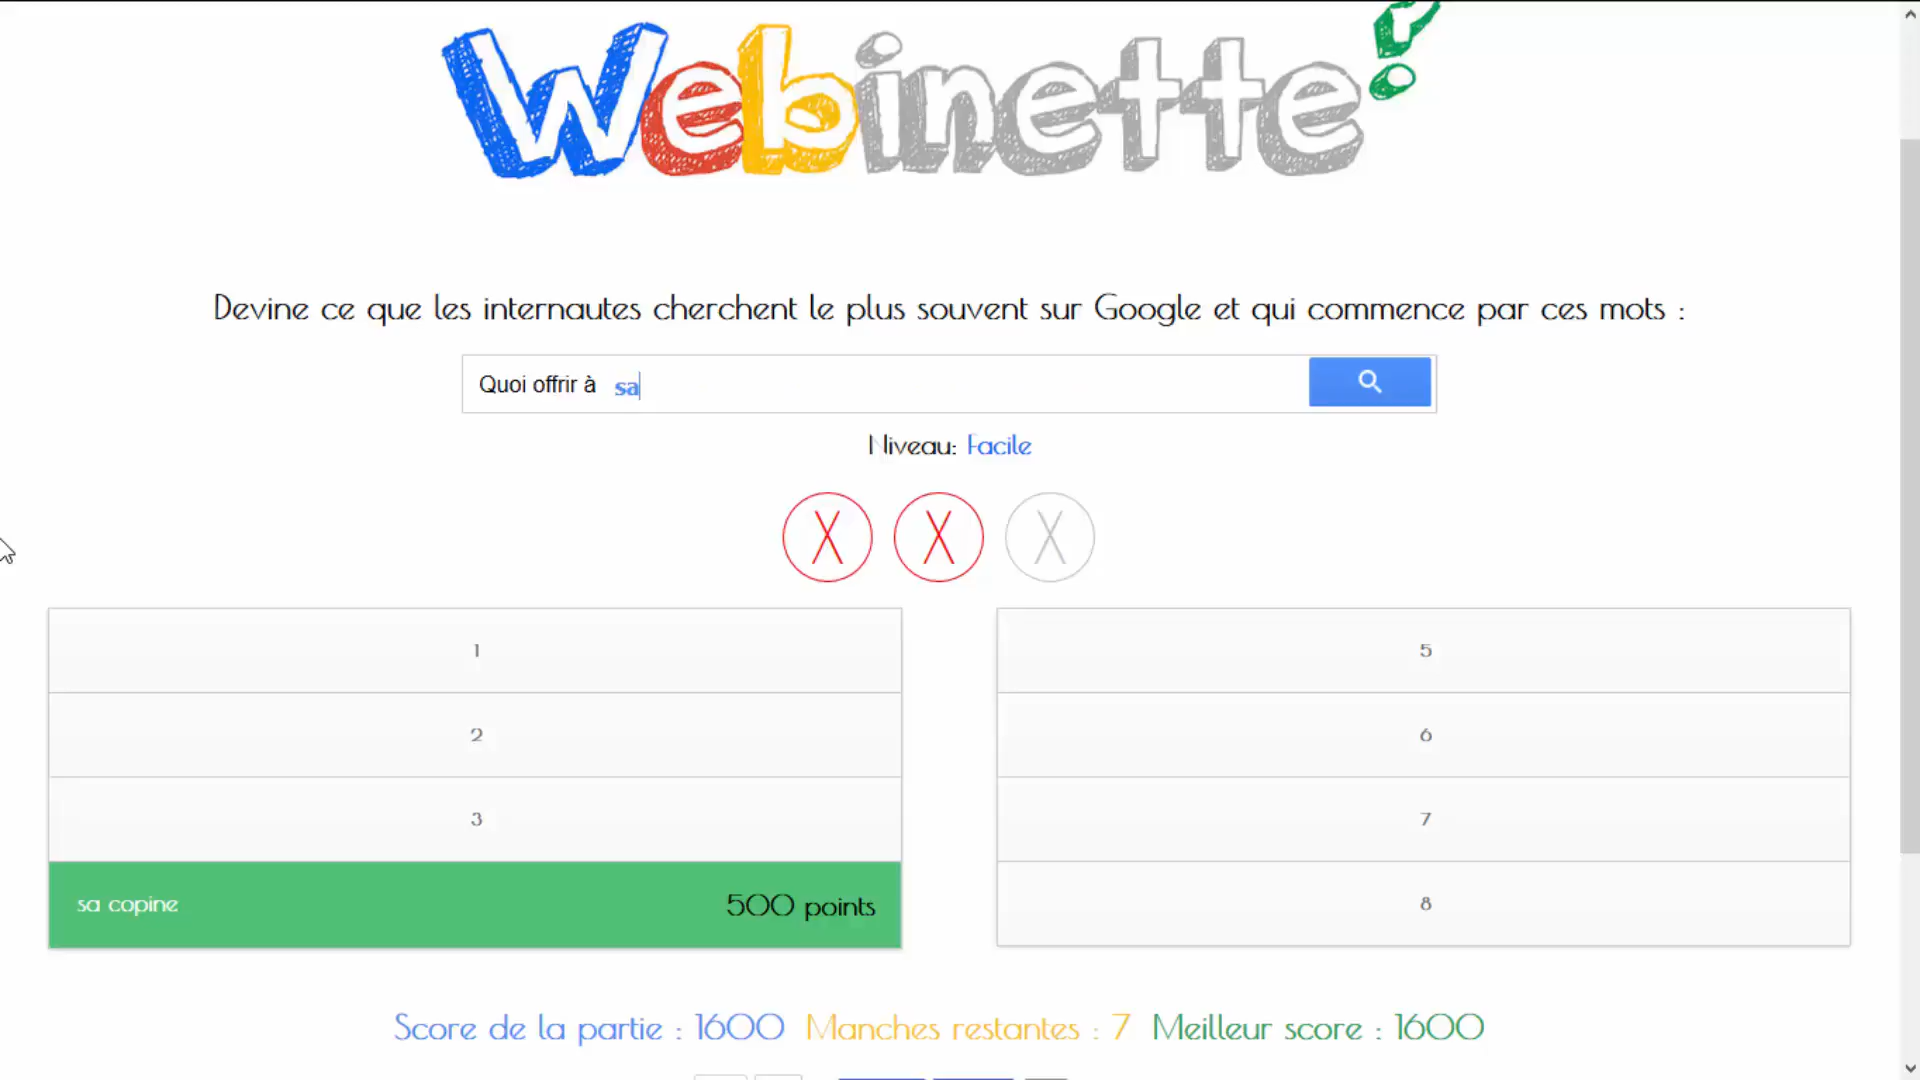 Webinette?
Devine ce que les internautes cherchent le plus souvent sur Google et qui commence par ces mots :
Quoi offrir à sa
Niveau: Facile
X X X
1
2
3
sa copine 500 points
5
6
7
8
Score de la partie : 1600 Manches restantes : 7 Meilleur score : 1600